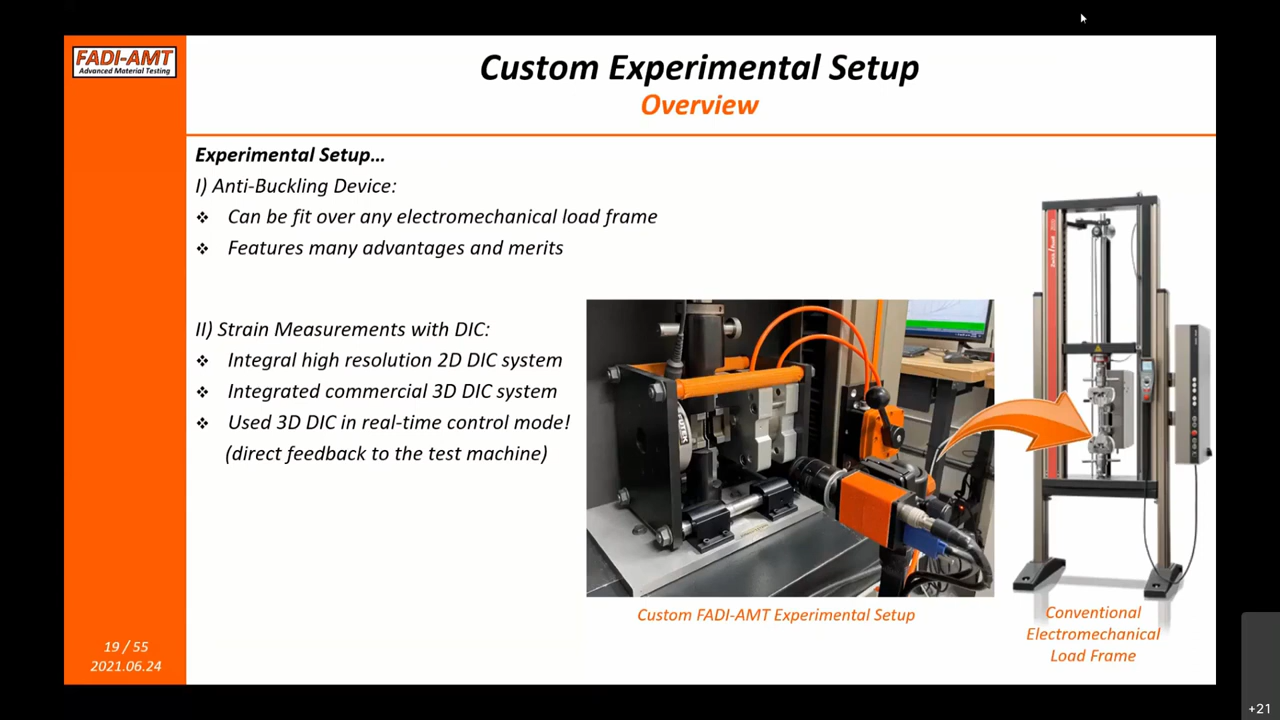 FADI-AMT
Advanced Material Testing
Custom Experimental Setup
Overview
Experimental Setup...
I) Anti-Buckling Device:
❖ Can be fit over any electromechanical load frame
❖ Features many advantages and merits
II) Strain Measurements with DIC:
❖ Integral high resolution 2D DIC system
❖ Integrated commercial 3D DIC system
❖ Used 3D DIC in real-time control mode!
(direct feedback to the test machine)
Custom FADI-AMT Experimental Setup
Conventional
Electromechanical
Load Frame
19 / 55
2021.06.24
+21